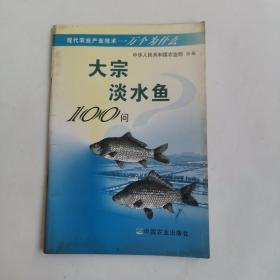 现代农业产业技术一万个为什么
中华人民共和国农业部 组编
大宗
淡水鱼
100问
中国农业出版社